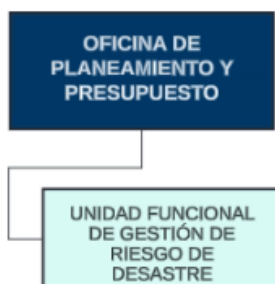 OFICINA DE
PLANEAMIENTO Y
PRESUPUESTO
UNIDAD FUNCIONAL
DE GESTIÓN DE
RIESGO DE
DESASTRE